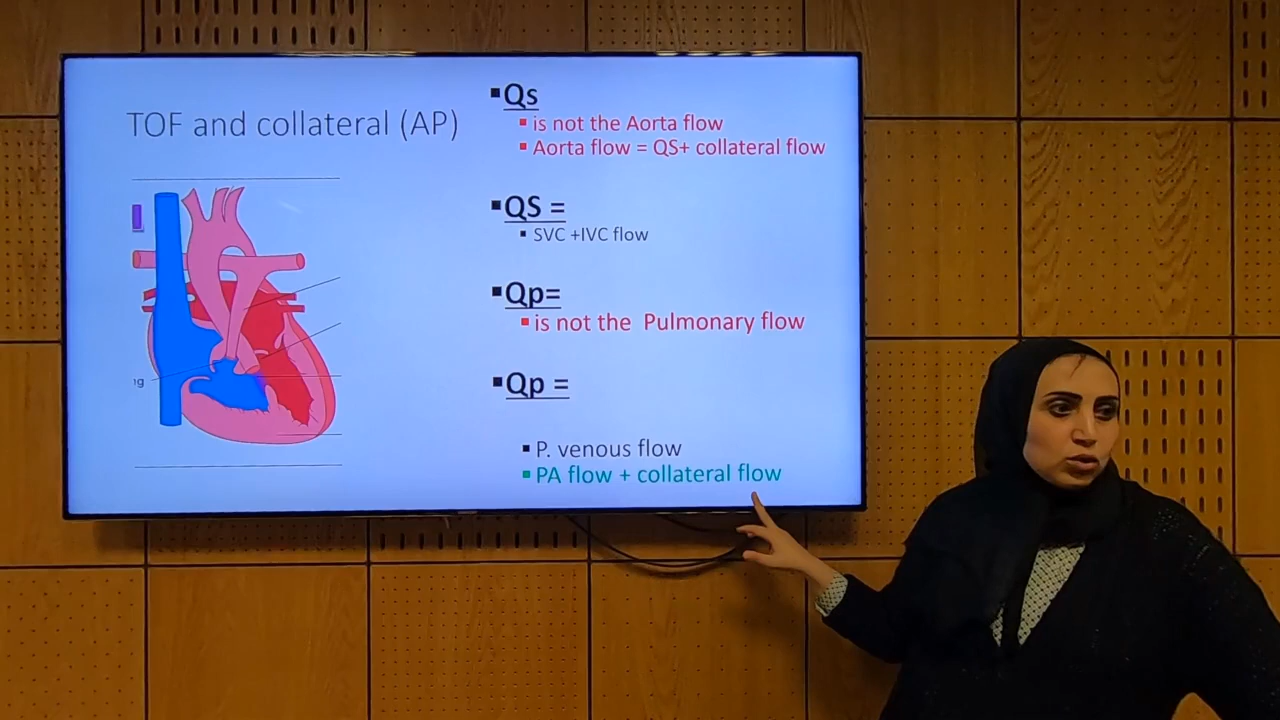 TOF and collateral (AP)
Qs
is not the Aorta flow
Aorta flow = QS+ collateral flow
QS =
SVC +IVC flow
Qp=
is not the Pulmonary flow
Qp =
P. venous flow
PA flow + collateral flow